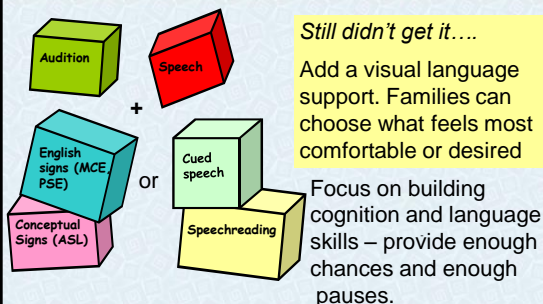 Audition
Speech
+
English
signs (MCE,
PSE)
or
Cued
speech
Conceptual
Signs (ASL)
Speechreading
Still didn’t get it….
Add a visual language
support. Families can
choose what feels most
comfortable or desired
Focus on building
cognition and language
skills – provide enough
chances and enough
pauses.